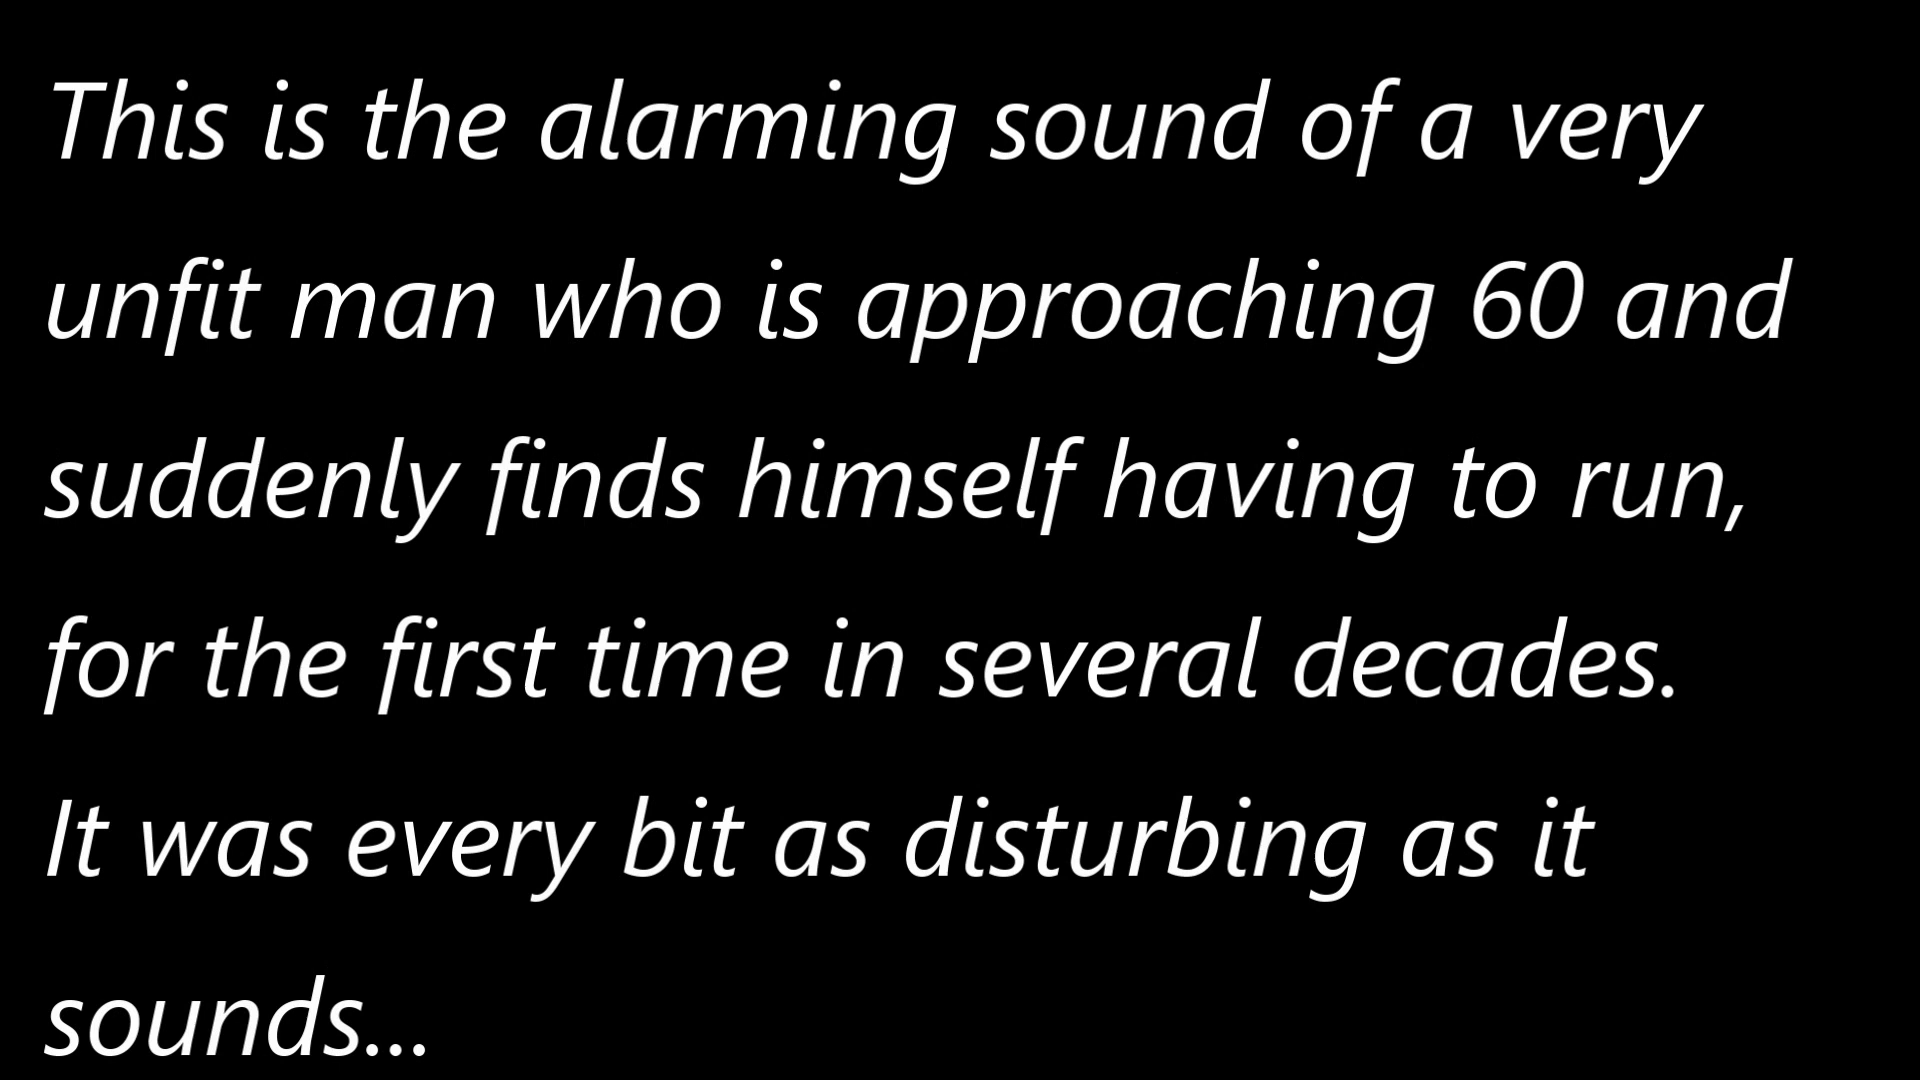 This is the alarming sound of a very
unfit man who is approaching 60 and
suddenly finds himself having to run,
for the first time in several decades.
It was every bit as disturbing as it
sounds...